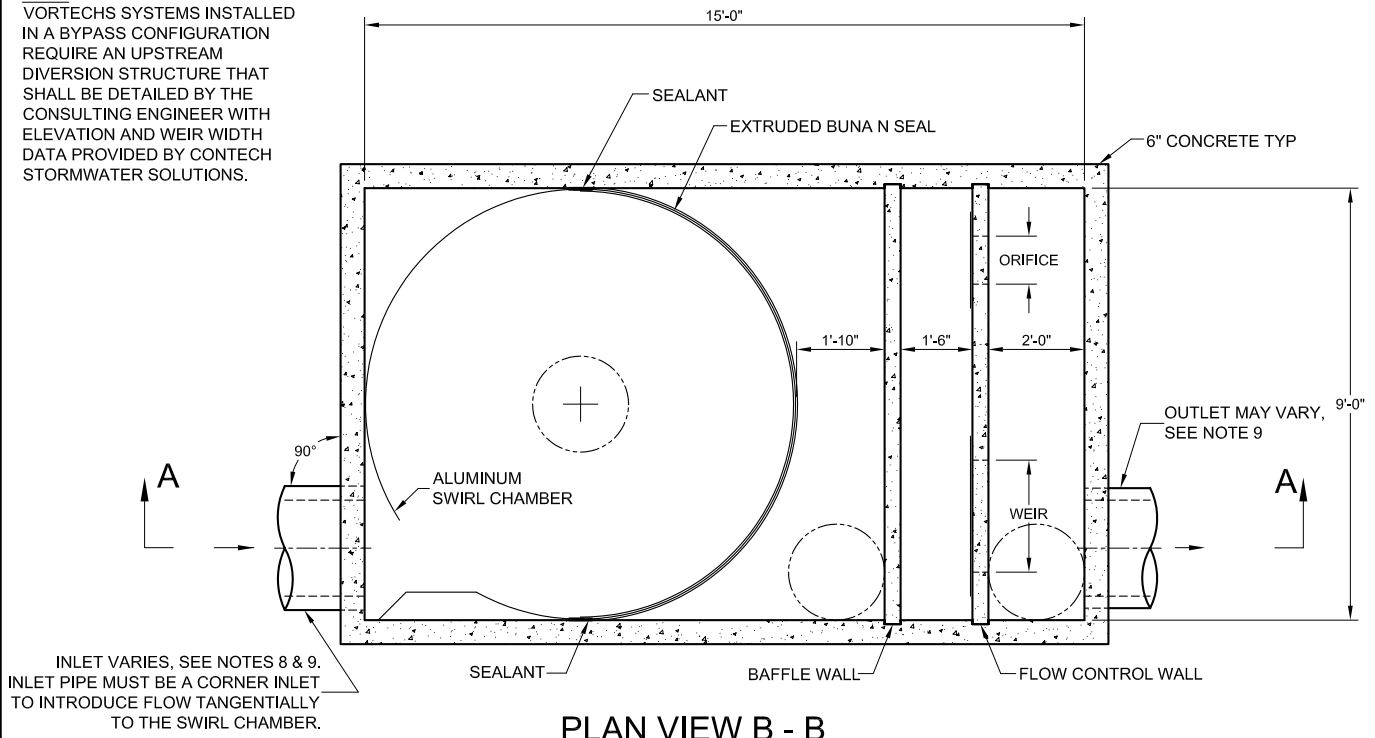 VORTECHS SYSTEMS INSTALLED
IN A BYPASS CONFIGURATION
REQUIRE AN UPSTREAM
DIVERSION STRUCTURE THAT
SHALL BE DETAILED BY THE
CONSULTING ENGINEER WITH
ELEVATION AND WEIR WIDTH
DATA PROVIDED BY CONTECH
STORMWATER SOLUTIONS.
15'-0"
SEALANT
EXTRUDED BUNA N SEAL
6" CONCRETE TYP
ORIFICE
1'-10"
1'-6"
2'-0"
9'-0"
OUTLET MAY VARY,
SEE NOTE 9
90°
A
ALUMINUM
SWIRL CHAMBER
A
WEIR
INLET VARIES, SEE NOTES 8 & 9.
INLET PIPE MUST BE A CORNER INLET
TO INTRODUCE FLOW TANGENTIALLY
TO THE SWIRL CHAMBER.
SEALANT
BAFFLE WALL
FLOW CONTROL WALL
PLAN VIEW B - B